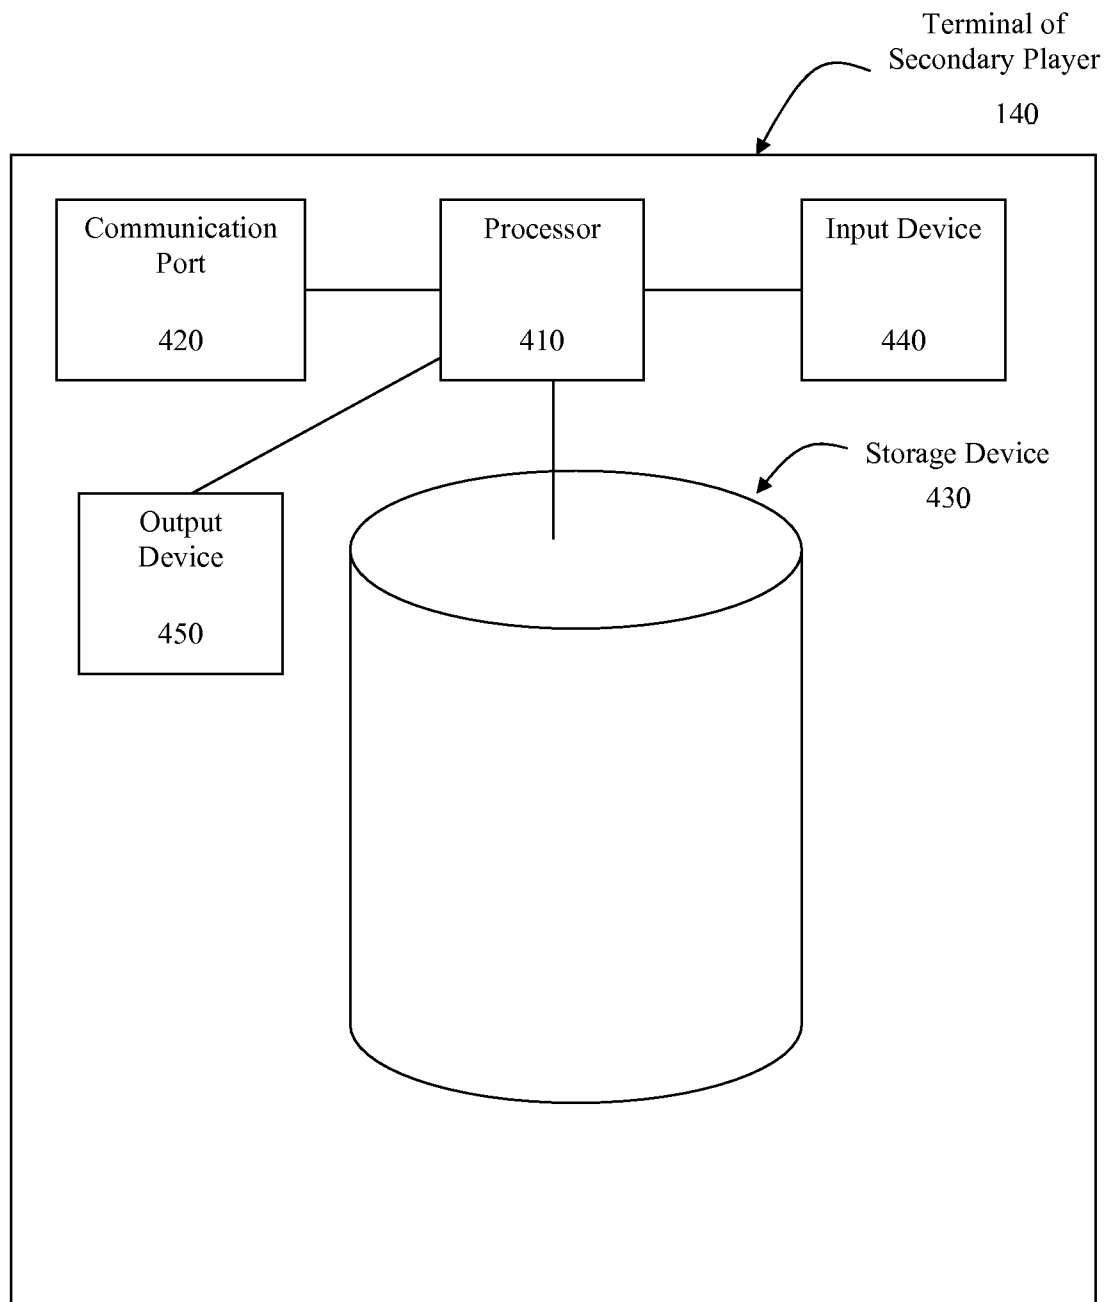 Terminal of
Secondary Player
140
Communication
Port
420
Processor
410
Input Device
440
Storage Device
430
Output
Device
450